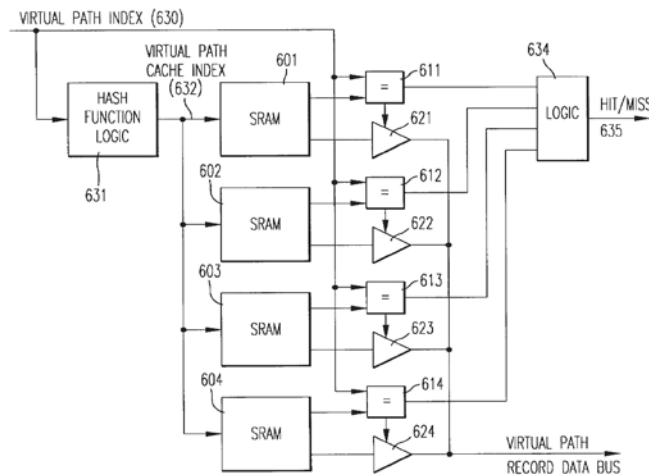 VIRTUAL PATH INDEX (630)
VIRTUAL PATH
CACHE INDEX
(632)
601
611
634
HASH
FUNCTION
LOGIC
631
SRAM
=
621
LOGIC
HIT/MISS
635
602
612
SRAM
=
622
603
613
SRAM
=
623
604
614
SRAM
=
624
VIRTUAL PATH
RECORD DATA BUS